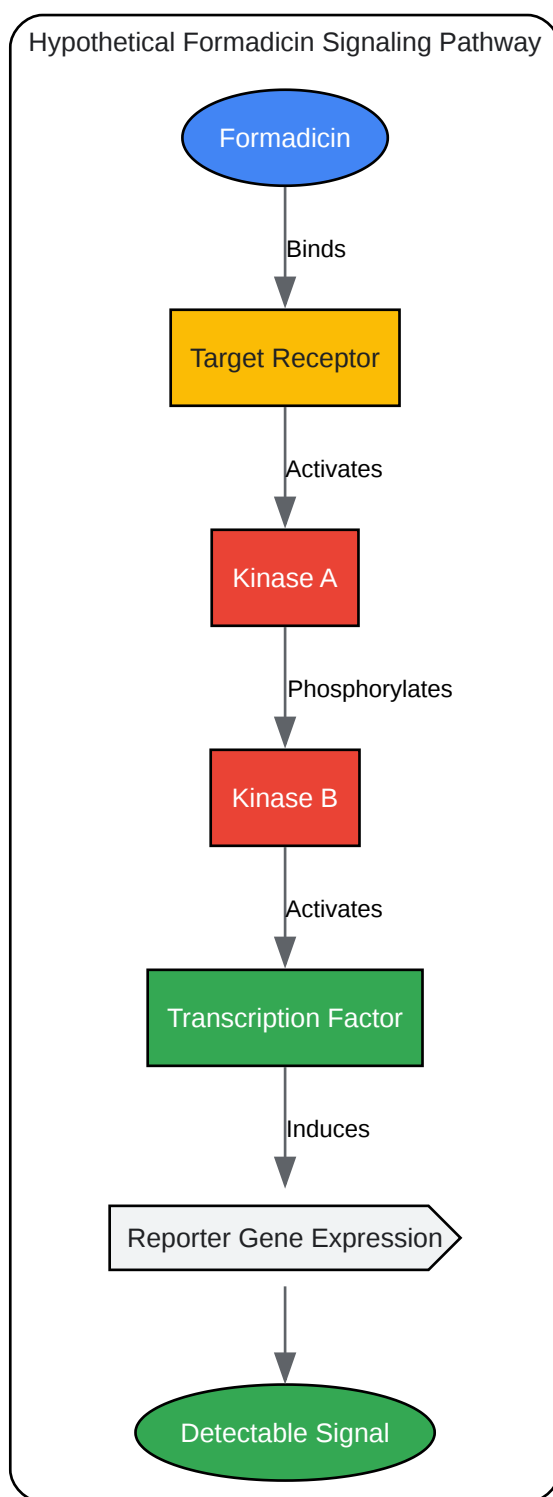 Hypothetical Formadicin Signaling Pathway
Formadicin
Binds
Target Receptor
Activates
Kinase A
Phosphorylates
Kinase B
Activates
Transcription Factor
Induces
Reporter Gene Expression
Detectable Signal